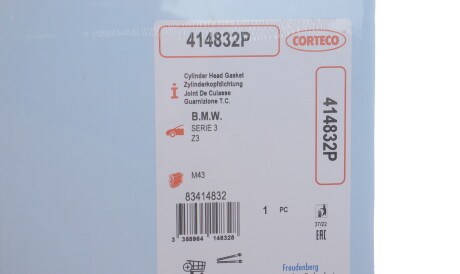 414832P
CORTECO
Cylinder Head Gasket
Zylinderkopfdichtung
Joint De Culasse
Guarnizione T.C.
414832P
B.M.W.
SERIE 3
Z3
M43
83414832
1 PC
37/22
EAC
3 358964 148328
Freudenberg